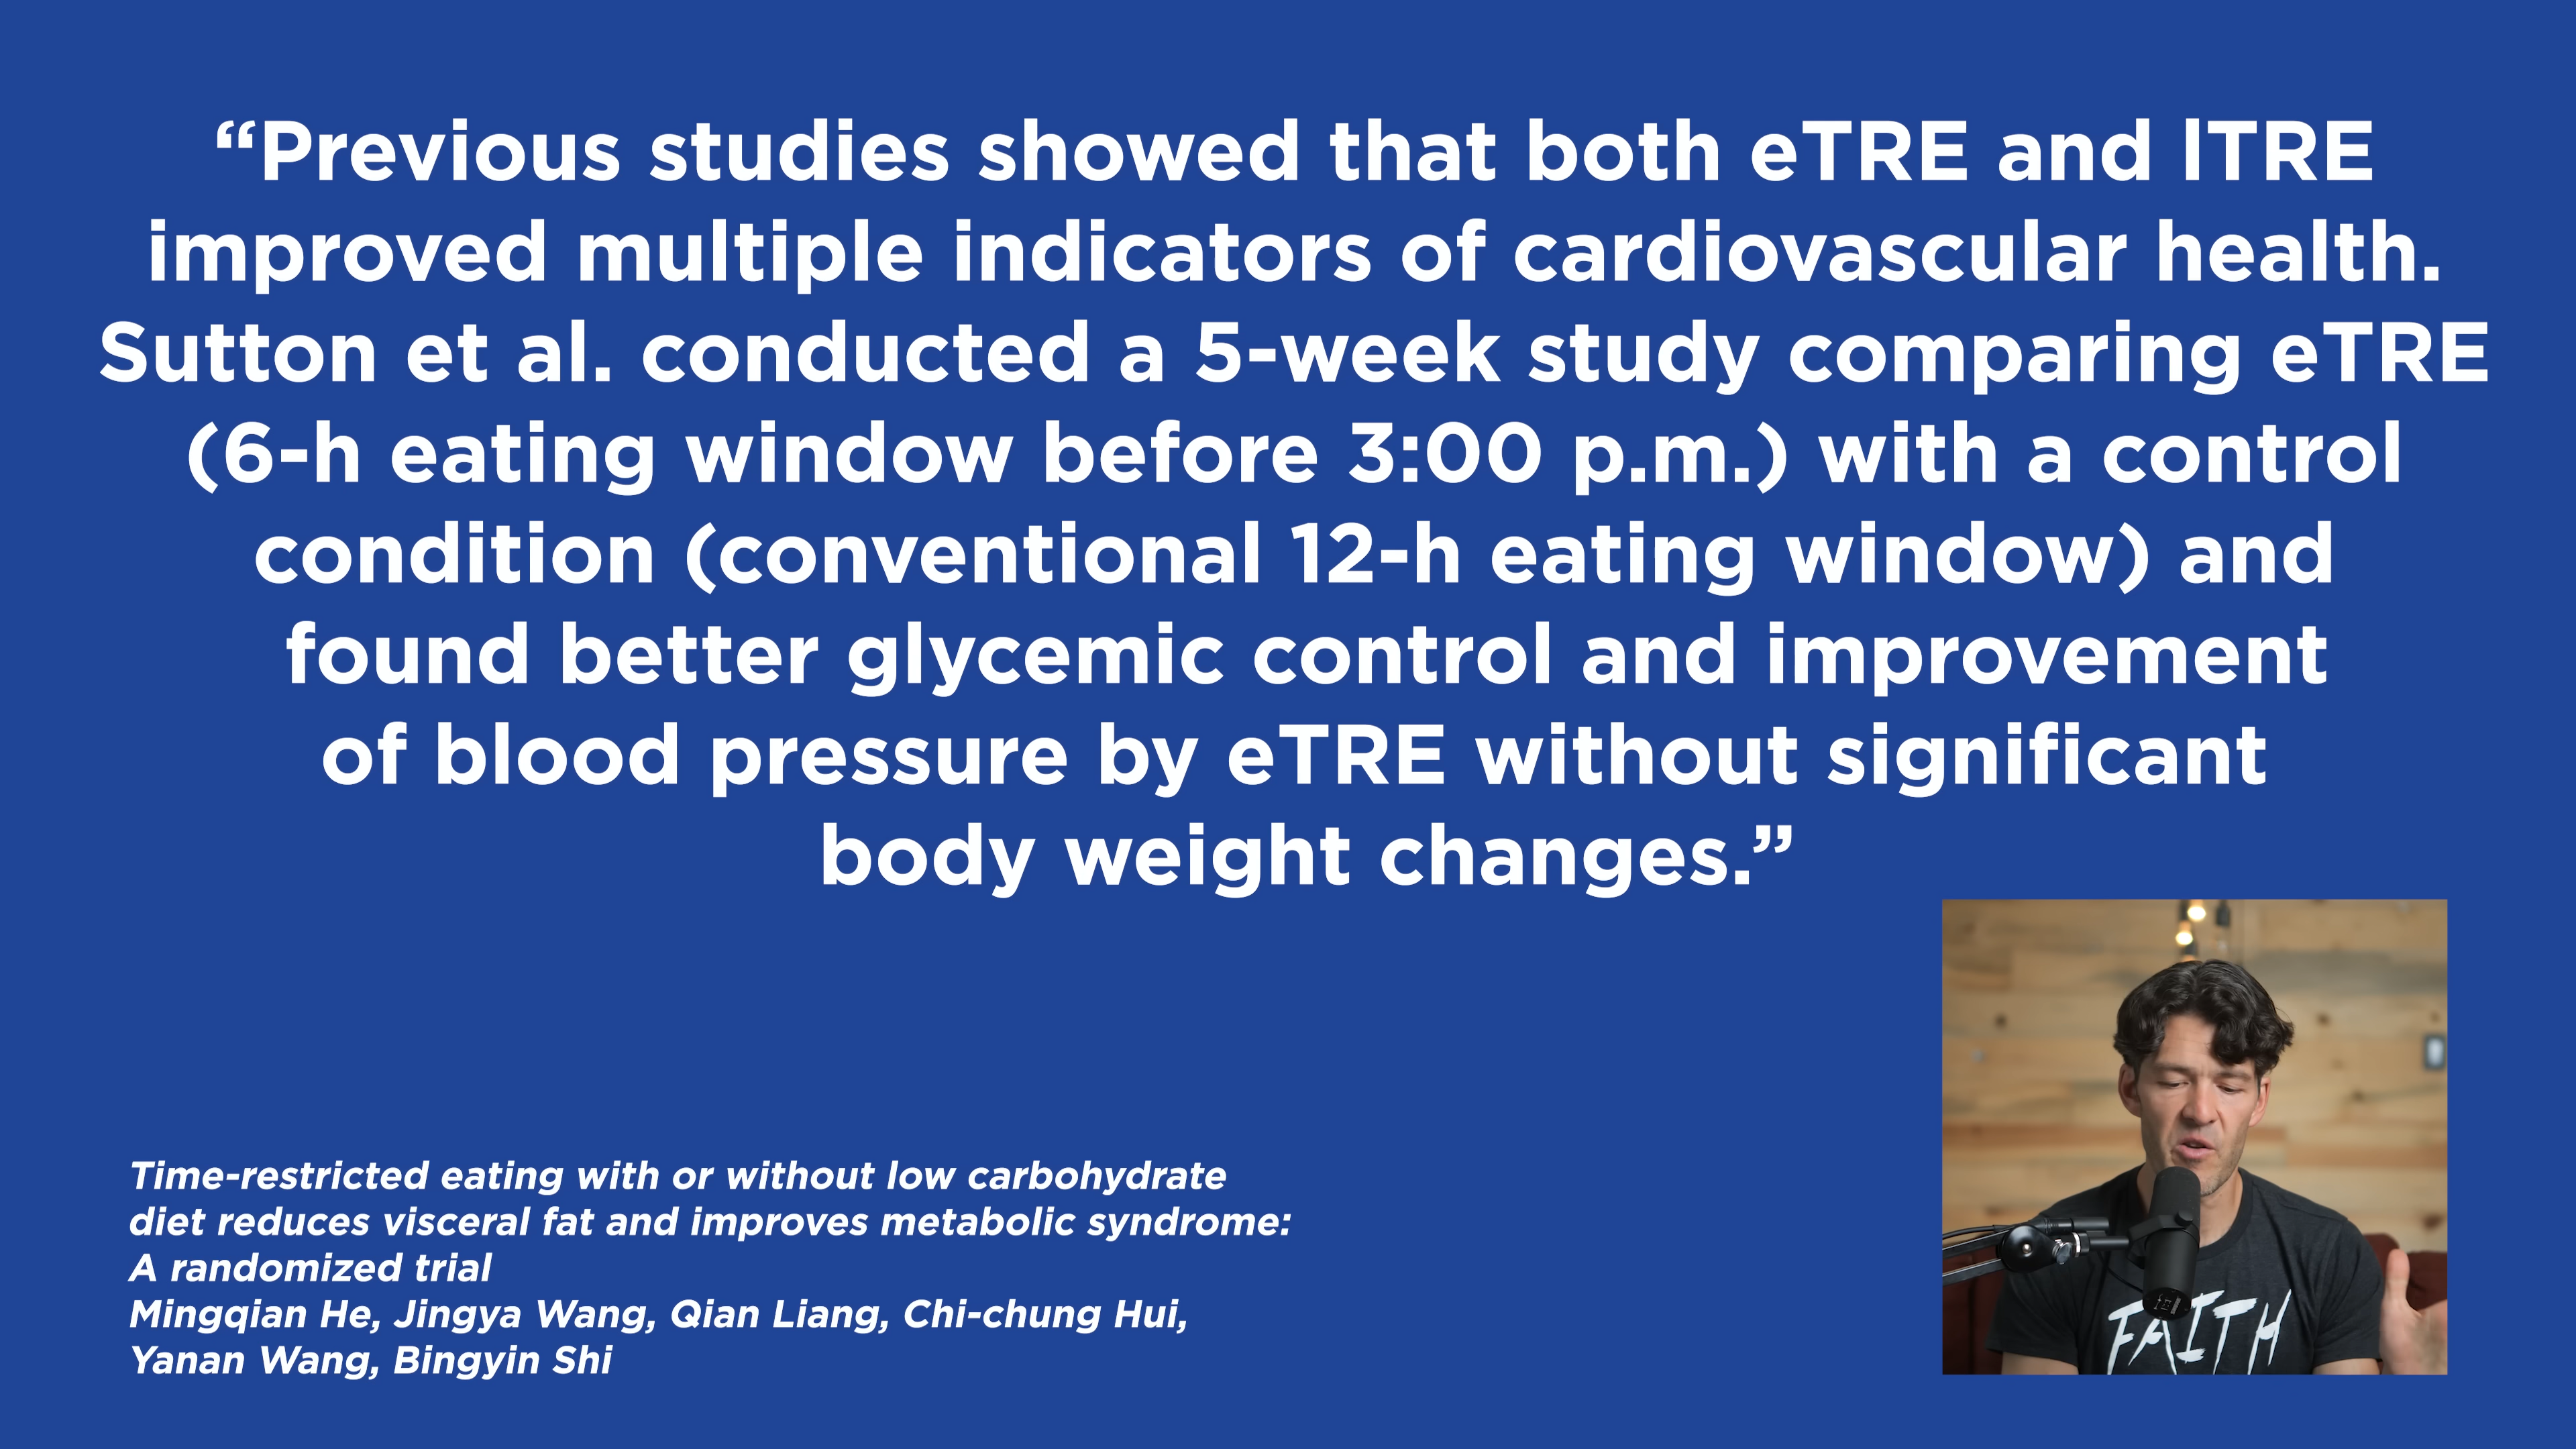 “Previous studies showed that both eTRE and lTRE
improved multiple indicators of cardiovascular health.
Sutton et al. conducted a 5-week study comparing eTRE
(6-h eating window before 3:00 p.m.) with a control
condition (conventional 12-h eating window) and
found better glycemic control and improvement
of blood pressure by eTRE without significant
body weight changes.”
Time-restricted eating with or without low carbohydrate
diet reduces visceral fat and improves metabolic syndrome:
A randomized trial
Mingqian He, Jingya Wang, Qian Liang, Chi-chung Hui,
Yanan Wang, Bingyin Shi
FAITH